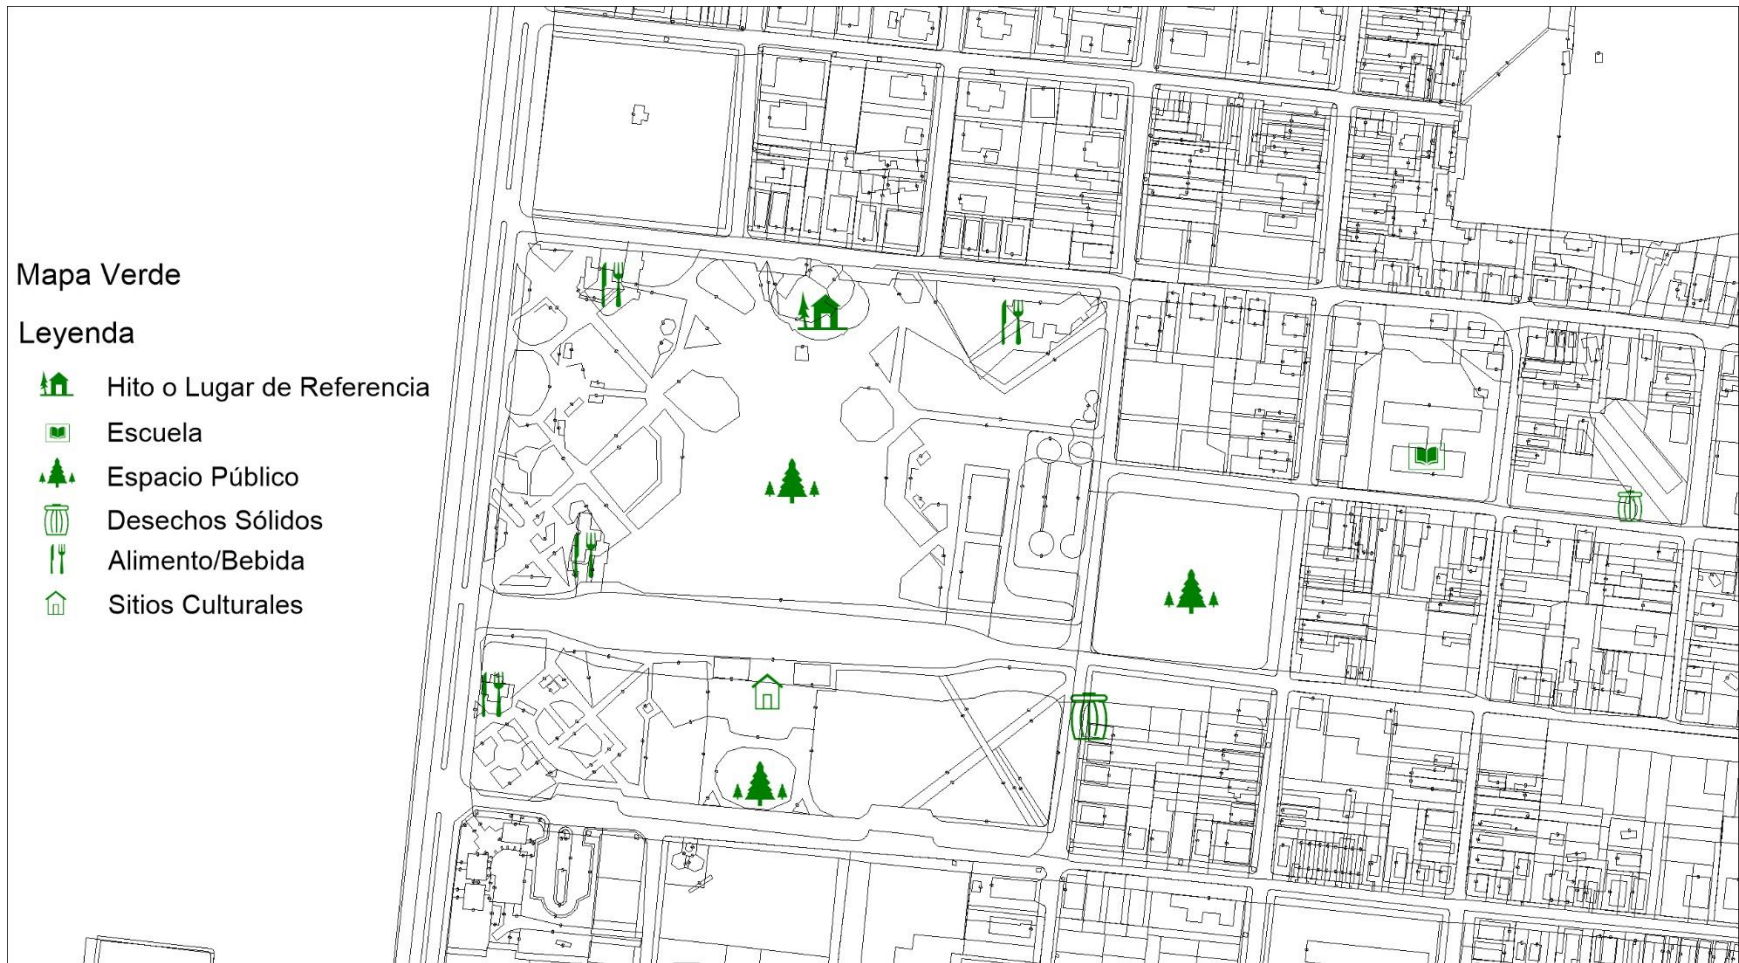 Mapa Verde
Leyenda
Hito o Lugar de Referencia
Escuela
Espacio Público
Desechos Sólidos
Alimento/Bebida
Sitios Culturales